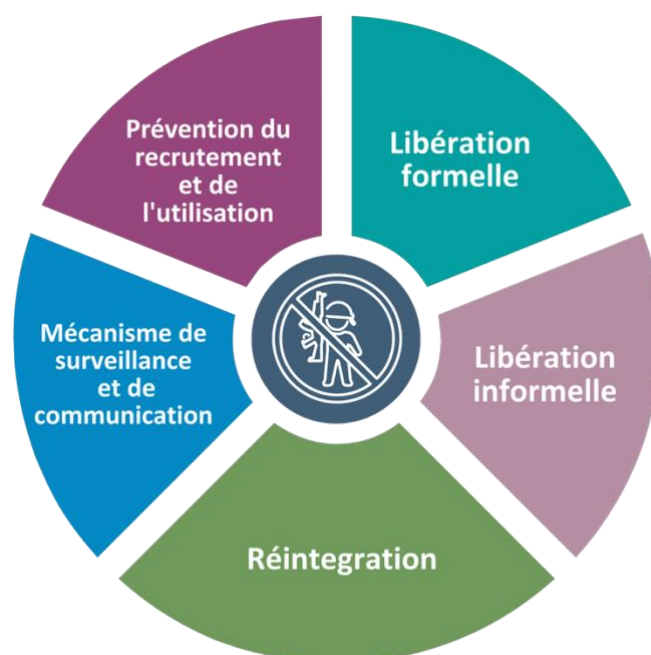 Prévention du
recrutement
et de
l'utilisation
Libération
formelle
Mécanisme de
surveillance
et de
communication
Libération
informelle
Réintegration